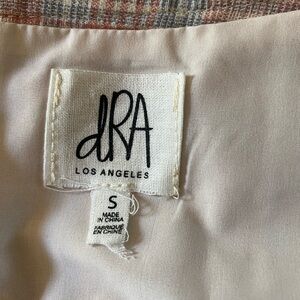 dRA
LOS ANGELES
S
MADE
IN CHINA
FABRIQUÉ
EN CHINE